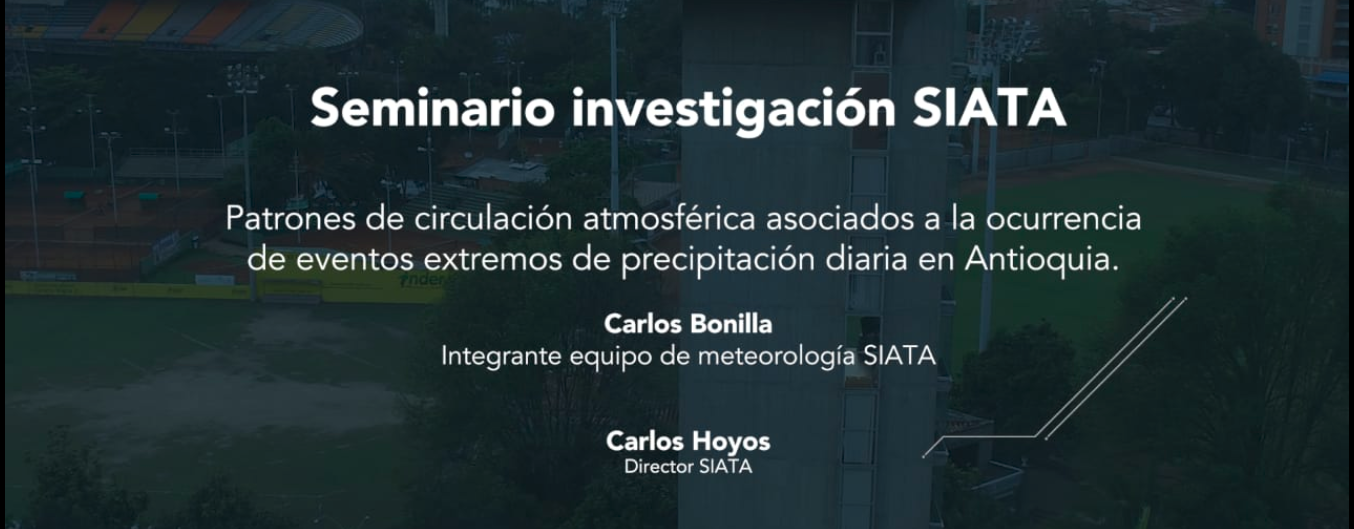 Seminario investigación SIATA
Patrones de circulación atmosférica asociados a la ocurrencia
de eventos extremos de precipitación diaria en Antioquia.
inder
Carlos Bonilla
Integrante equipo de meteorología SIATA
Carlos Hoyos
Director SIATA